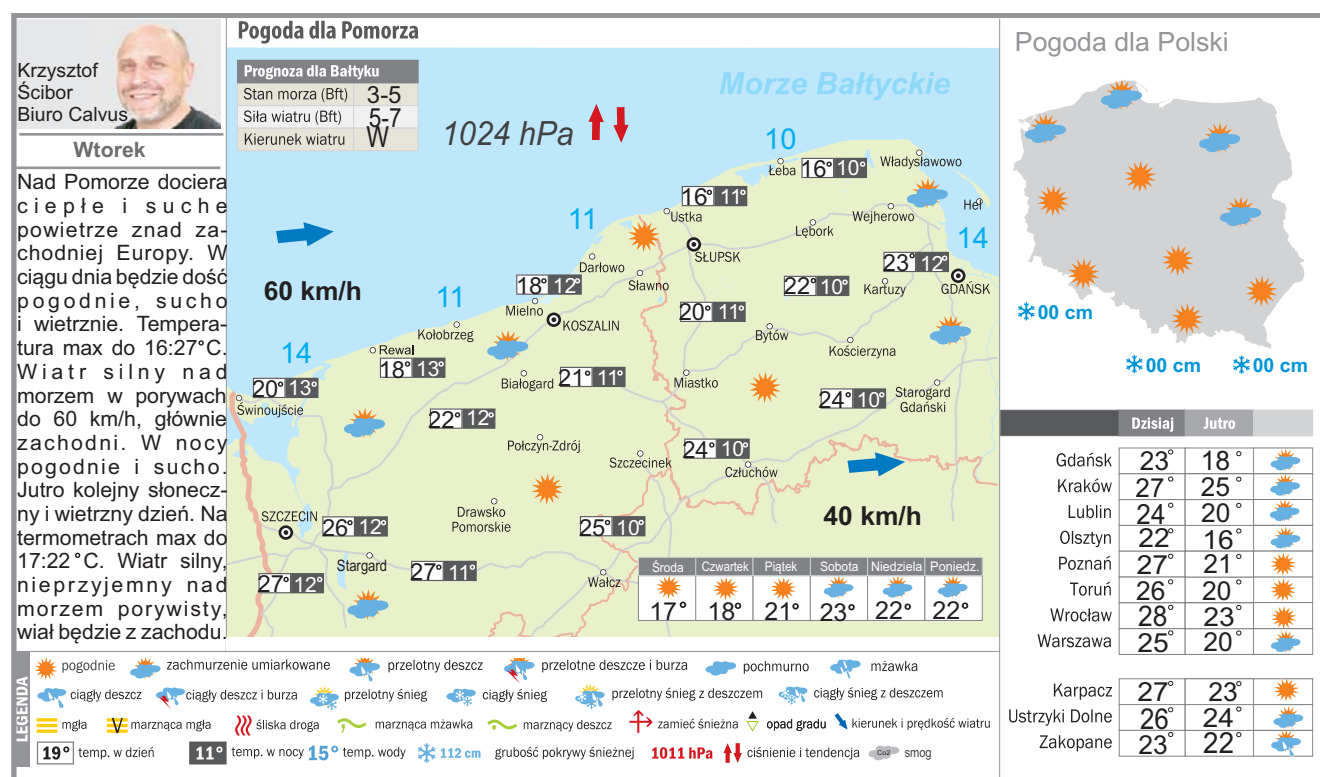 Krzysztof
Ścibor
Biuro Calvus
Wtorek
Nad Pomorze dociera
ciepłe i suche
powietrze znad za-
chodniej Europy. W
ciągu dnia będzie dość
pogodnie, sucho
i wietrznie. Tempera-
tura max do 16:27°C.
Wiatr silny nad
morzem w porywach
do 60 km/h, głównie
zachodni. W nocy
pogodnie i sucho.
Jutro kolejny słonecz-
ny i wietrzny dzień. Na
termometrach max do
17:22°C. Wiatr silny,
nieprzyjemny nad
morzem porywisty,
wiał będzie z zachodu.
Pogoda dla Pomorza
Prognoza dla Bałtyku
Stan morza (Bft) 3-5
Siła wiatru (Bft) 5-7
Kierunek wiatru W
Morze Bałtyckie
1024 hPa
10
Łeba 16° 10°
Władysławowo
16° 11°
Ustka
Wejherowo
Hel
11
Lębork
14
SŁUPSK
23° 12°
Darłowo
60 km/h
18° 12°
Sławno
22° 10°
Kartuzy
GDAŃSK
11
Mielno
20° 11°
KOSZALIN
Kołobrzeg
Bytów
Kościerzyna
14
Rewal
18° 13°
20° 13°
Białogard
21° 11°
Miastko
Starogard
Gdański
24° 10°
Świnoujście
22° 12°
Połczyn-Zdrój
24° 10°
Szczecinek
Człuchów
40 km/h
Drawsko
Pomorskie
SZCZECIN
26° 12°
25° 10°
Stargard
27° 11°
27° 12°
Wałcz
Środa Czwartek Piątek Sobota Niedziela Poniedz.
17° 18° 21° 23° 22° 22°
Pogoda dla Polski
00 cm
00 cm 00 cm
Dzisiaj Jutro
Gdańsk 23° 18°
Kraków 27° 25°
Lublin 24° 20°
Olsztyn 22° 16°
Poznań 27° 21°
Toruń 26° 20°
Wrocław 28° 23°
Warszawa 25° 20°
Karpacz 27° 23°
Ustrzyki Dolne 26° 24°
Zakopane 23° 22°
LEGENDA
pogodnie zachmurzenie umiarkowane przelotny deszcz przelotne deszcze i burza pochmurno mżawka
ciągły deszcz ciągły deszcz i burza przelotny śnieg ciągły śnieg przelotny śnieg z deszczem ciągły śnieg z deszczem
mgła marznąca mgła śliska droga marznąca mżawka marznący deszcz zamieć śnieżna opad gradu kierunek i prędkość wiatru
19° temp. w dzień 11° temp. w nocy 15° temp. wody 112 cm grubość pokrywy śnieżnej 1011 hPa ciśnienie i tendencja Co2 smog